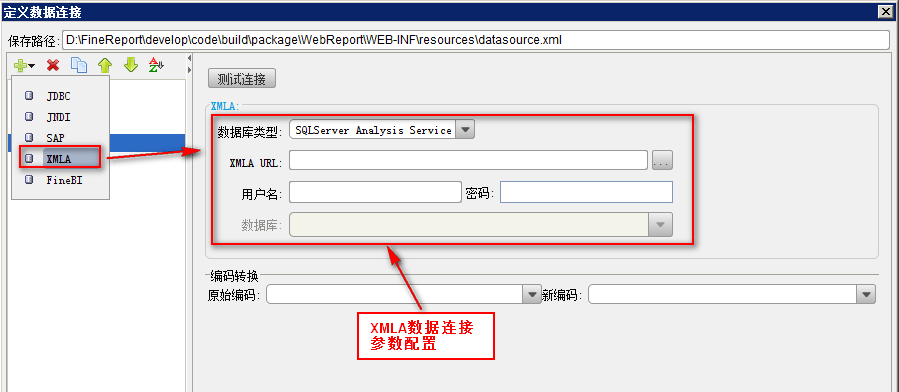 定义数据连接
保存路径: D:\FineReport\develop\code\build\package\WebReport\WEB-INF\resources\datasource.xml
测试连接
JDBC
JNDI
SAP
XMLA
FineBI
XMLA:
数据库类型: SQLServer Analysis Service
XMLA URL: ...
用户名: 密码:
数据库:
编码转换
原始编码: 新编码:
XMLA数据连接
参数配置